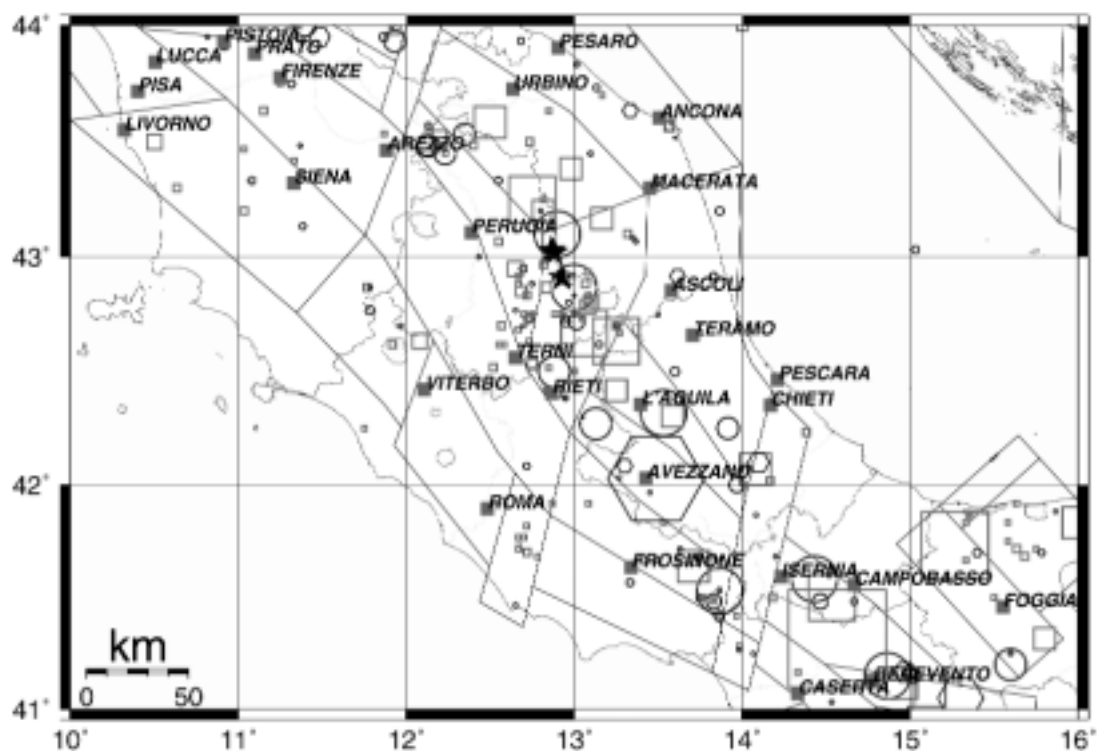 44°
PISTOIA
PRATO
LUCCA
FIRENZE
PISA
PESARO
URBINO
ANCONA
LIVORNO
AREZZO
SIENA
MACERATA
PERUGIA
43°
ASCOLI
TERAMO
TERNI
VITERBO
RIETI
PESCARA
L'AQUILA
CHIETI
42°
AVEZZANO
ROMA
FROSINONE
ISERNIA
CAMPOBASSO
FOGGIA
km
0 50
BENEVENTO
CASERTA
41°
10° 11° 12° 13° 14° 15° 16°